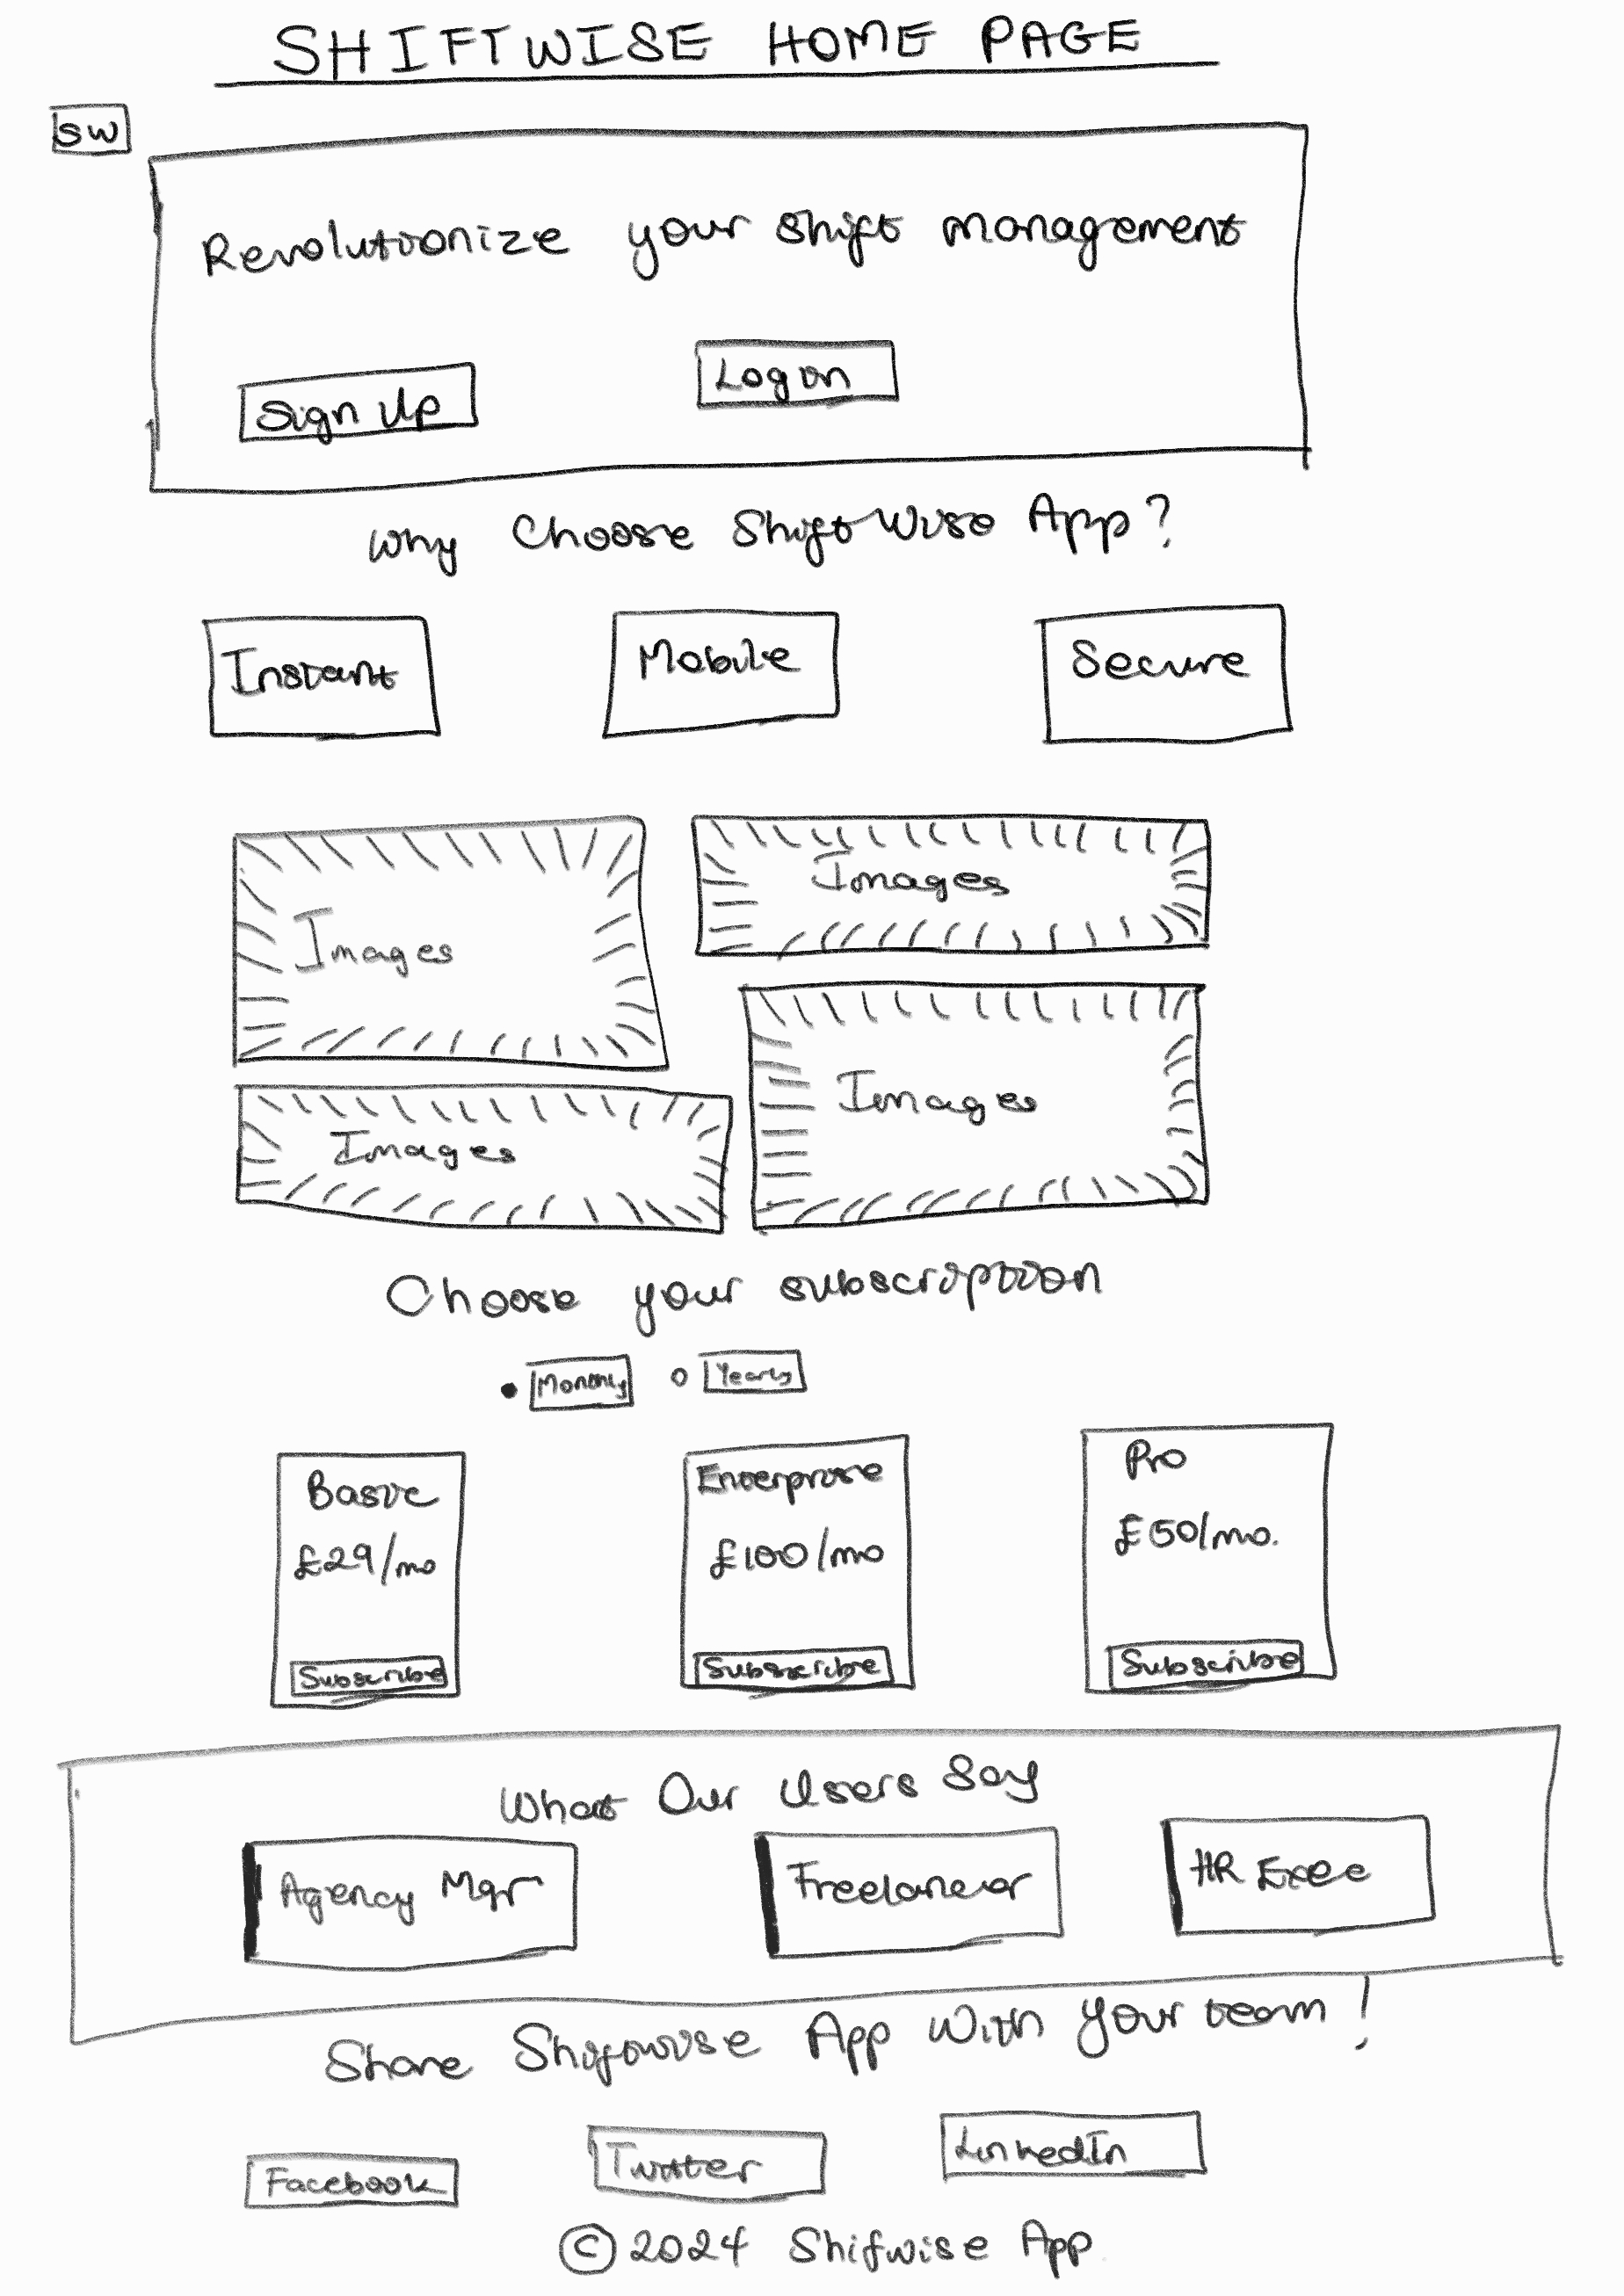 SHIFTWISE HOME PAGE
SW
Revolutionize your shift management
Sign Up
Log on
Why Choose Shift Wise App?
Instant
Mobile
Secure
Images
Images
Images
Images
Choose your subscription
Monthly
Yearly
Basic
£29/mo
Subscribe
Enterprise
£100/mo
Subscribe
Pro
£50/mo.
Subscribe
What Our Users Say
Agency Mgr
Freelancer
HR Exec
Share Shifwise App With your team!
Facebook
Twitter
LinkedIn
© 2024 Shifwise App